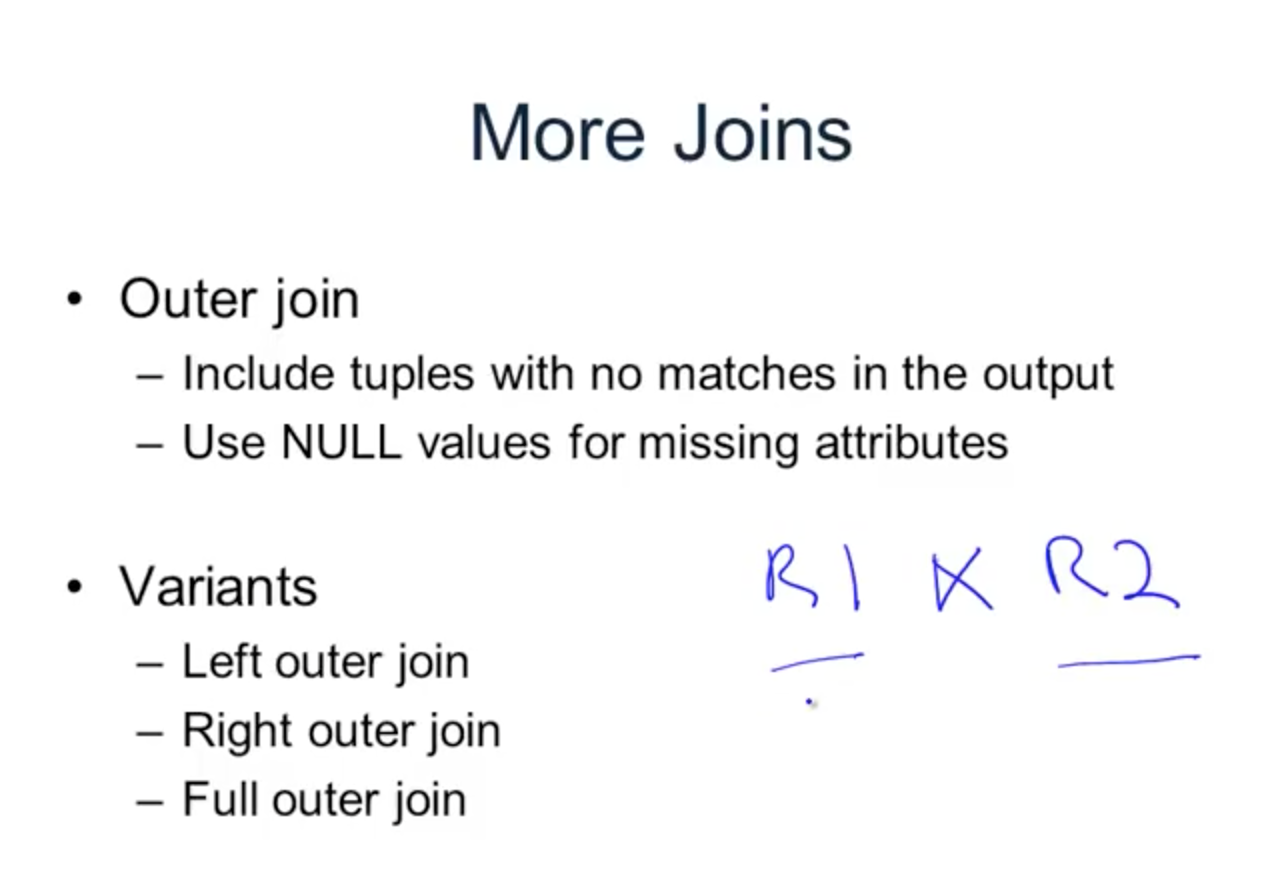 More Joins
• Outer join
– Include tuples with no matches in the output
– Use NULL values for missing attributes
• Variants
R1 ⋉ R2
– Left outer join
– Right outer join
– Full outer join